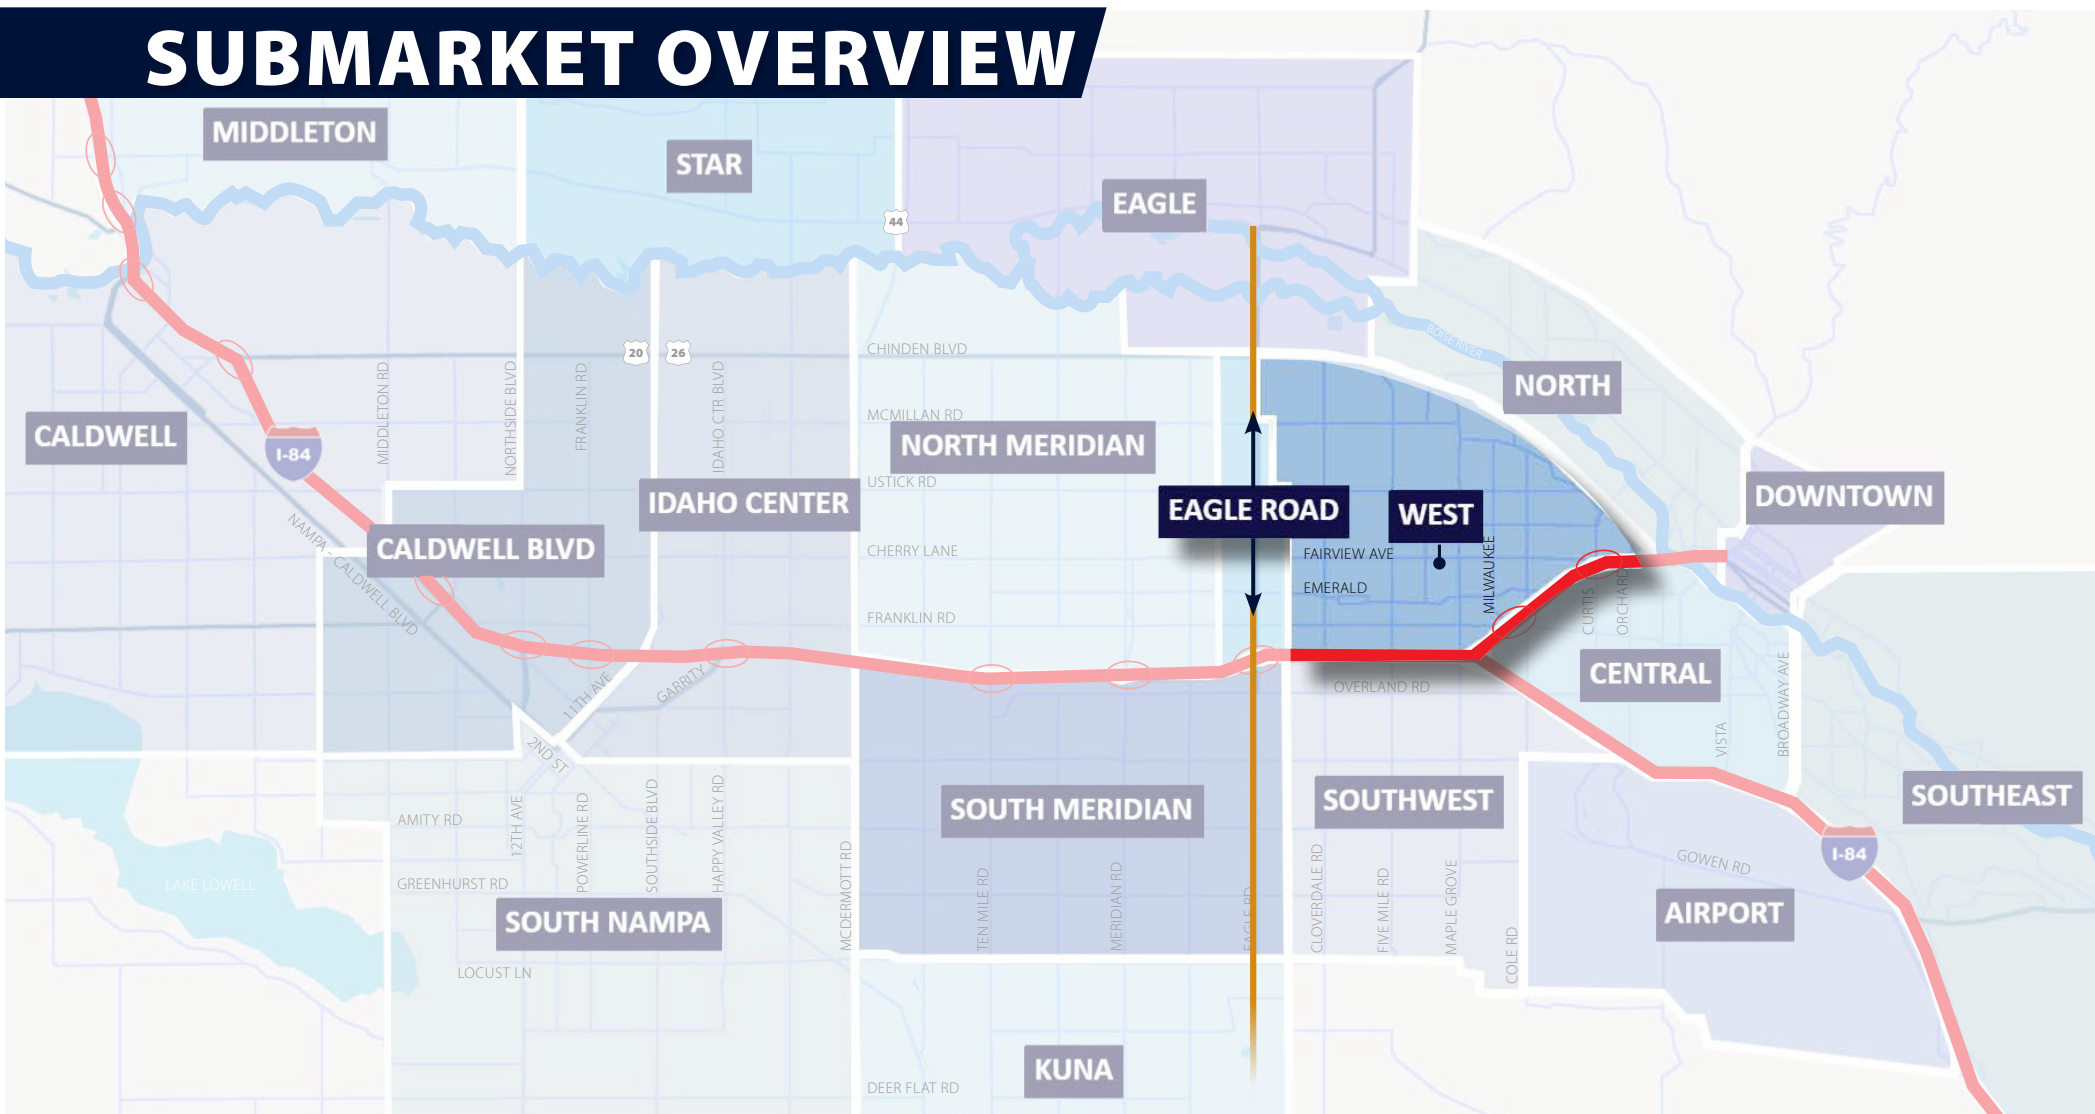 SUBMARKET OVERVIEW
MIDDLETON
STAR
EAGLE
44
BOISE RIVER
20
26
CHINDEN BLVD
MIDDLETON RD
NORTHSIDE BLVD
FRANKLIN RD
IDAHO CTR BLVD
NORTH
MCMILLAN RD
CALDWELL
NORTH MERIDIAN
I-84
USTICK RD
IDAHO CENTER
EAGLE ROAD
WEST
DOWNTOWN
NAMPA - CALDWELL BLVD
CALDWELL BLVD
CHERRY LANE
FAIRVIEW AVE
EMERALD
MILWAUKEE
CURTIS
ORCHARD
FRANKLIN RD
11TH AVE
GARRITY
OVERLAND RD
CENTRAL
VISTA
BROADWAY AVE
2ND ST
SOUTH MERIDIAN
SOUTHWEST
SOUTHEAST
AMITY RD
12TH AVE
POWERLINE RD
SOUTHSIDE BLVD
HAPPY VALLEY RD
MCDERMOTT RD
TEN MILE RD
MERIDIAN RD
EAGLE RD
CLOVERDALE RD
FIVE MILE RD
MAPLE GROVE
COLE RD
GOWEN RD
I-84
LAKE LOWELL
GREENHURST RD
SOUTH NAMPA
AIRPORT
LOCUST LN
KUNA
DEER FLAT RD